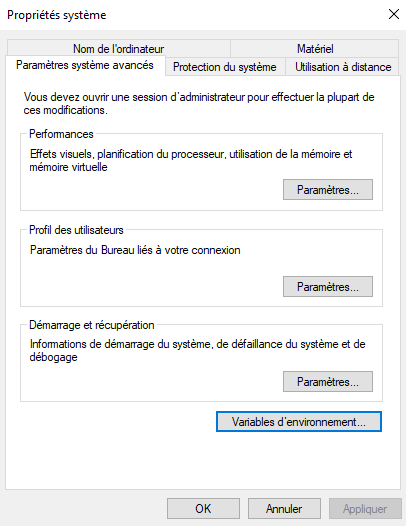 Propriétés système
Nom de l'ordinateur
Matériel
Paramètres système avancés
Protection du système
Utilisation à distance
Vous devez ouvrir une session d'administrateur pour effectuer la plupart de
ces modifications.
Performances
Effets visuels, planification du processeur, utilisation de la mémoire et
mémoire virtuelle
Paramètres...
Profil des utilisateurs
Paramètres du Bureau liés à votre connexion
Paramètres...
Démarrage et récupération
Informations de démarrage du système, de défaillance du système et de
débogage
Paramètres...
Variables d'environnement...
OK
Annuler
Appliquer